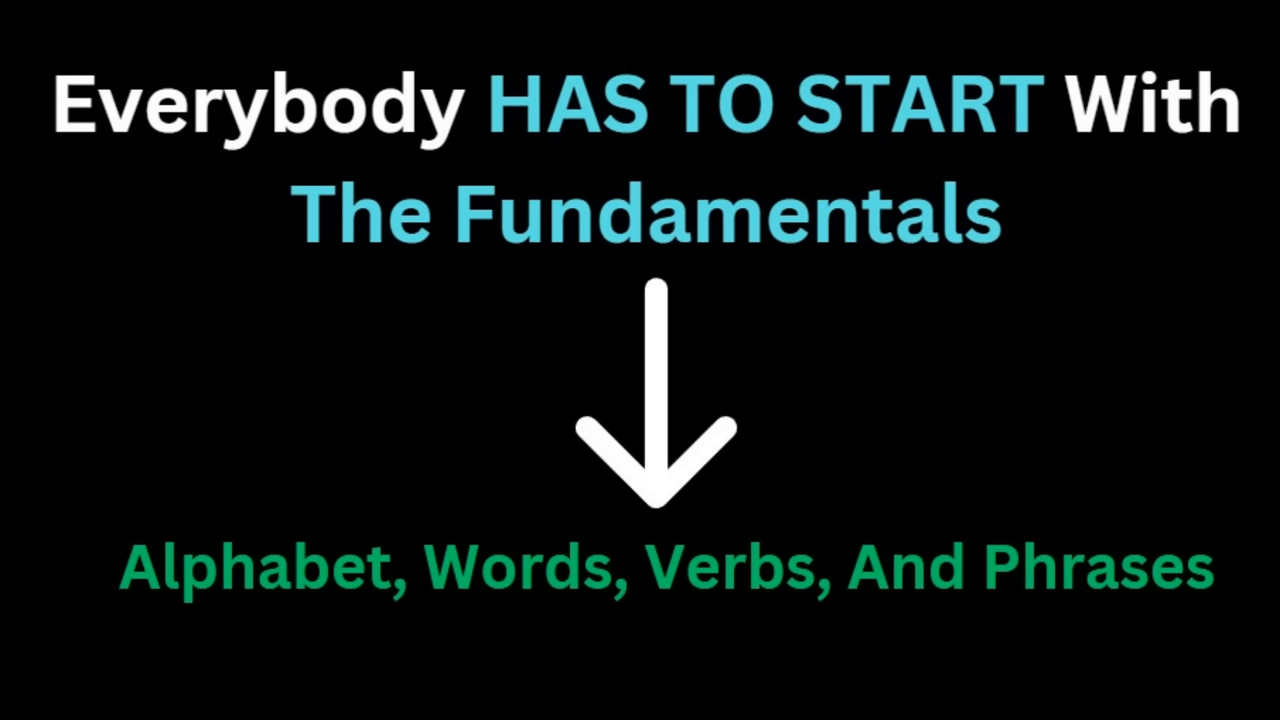 Everybody HAS TO START With
The Fundamentals
Alphabet, Words, Verbs, And Phrases